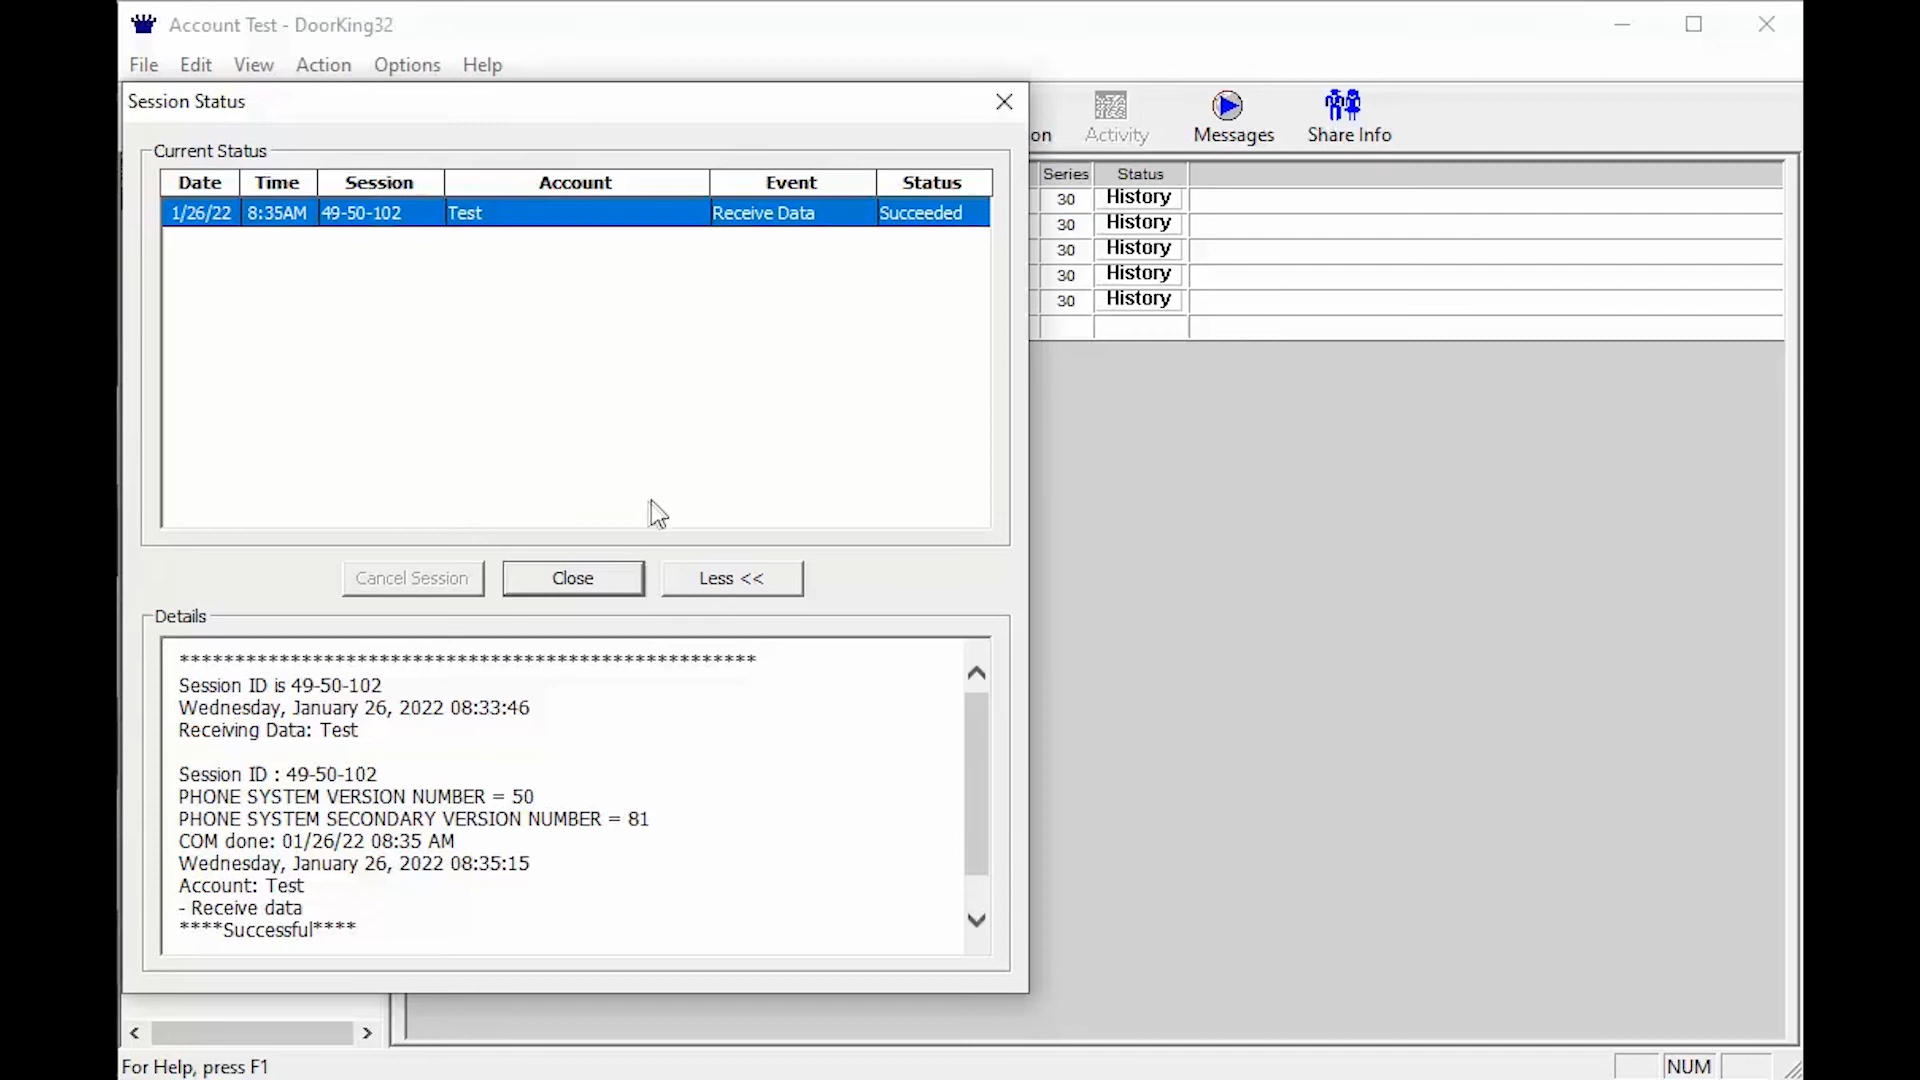 Account Test - DoorKing32
File Edit View Action Options Help
Session Status
on Activity Messages Share Info
Current Status
Date Time Session Account Event Status
1/26/22 8:35AM 49-50-102 Test Receive Data Succeeded
Series Status
30 History
30 History
30 History
30 History
30 History
Cancel Session Close Less <<
Details
****************************************************
Session ID is 49-50-102
Wednesday, January 26, 2022 08:33:46
Receiving Data: Test
Session ID : 49-50-102
PHONE SYSTEM VERSION NUMBER = 50
PHONE SYSTEM SECONDARY VERSION NUMBER = 81
COM done: 01/26/22 08:35 AM
Wednesday, January 26, 2022 08:35:15
Account: Test
- Receive data
****Successful****
For Help, press F1
NUM